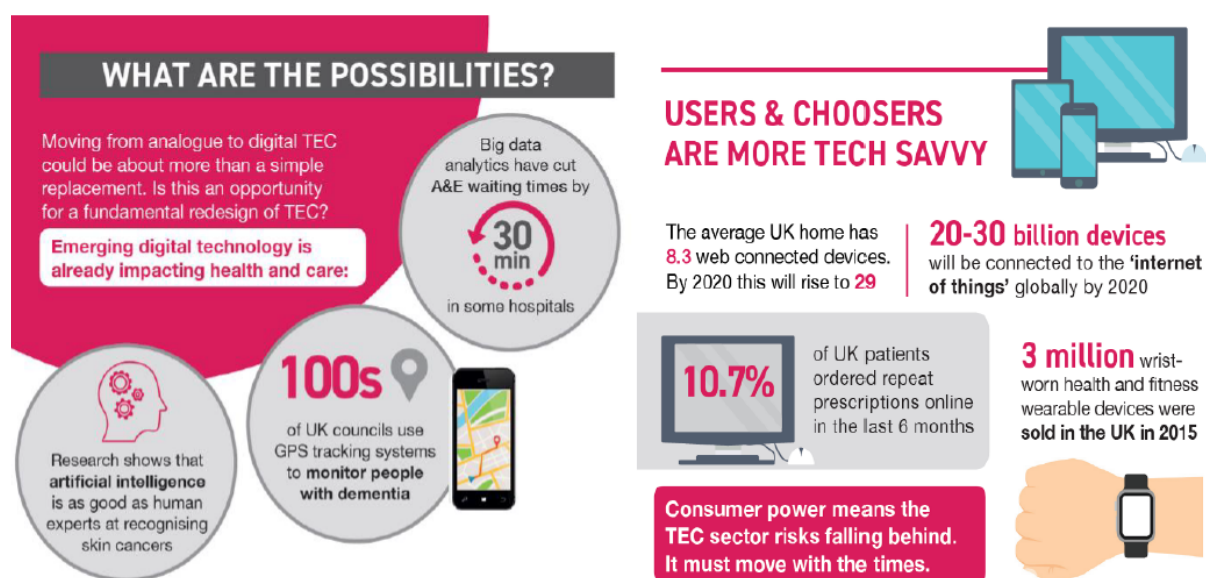 WHAT ARE THE POSSIBILITIES?
Moving from analogue to digital TEC
could be about more than a simple
replacement. Is this an opportunity
for a fundamental redesign of TEC?
Emerging digital technology is
already impacting health and care:
Big data
analytics have cut
A&E waiting times by
30
min
in some hospitals
100s
of UK councils use
GPS tracking systems
to monitor people
with dementia
Research shows that
artificial intelligence
is as good as human
experts at recognising
skin cancers
USERS & CHOOSERS
ARE MORE TECH SAVVY
The average UK home has
8.3 web connected devices.
By 2020 this will rise to 29
20-30 billion devices
will be connected to the ‘internet
of things’ globally by 2020
10.7%
of UK patients
ordered repeat
prescriptions online
in the last 6 months
3 million wrist-
worn health and fitness
wearable devices were
sold in the UK in 2015
Consumer power means the
TEC sector risks falling behind.
It must move with the times.